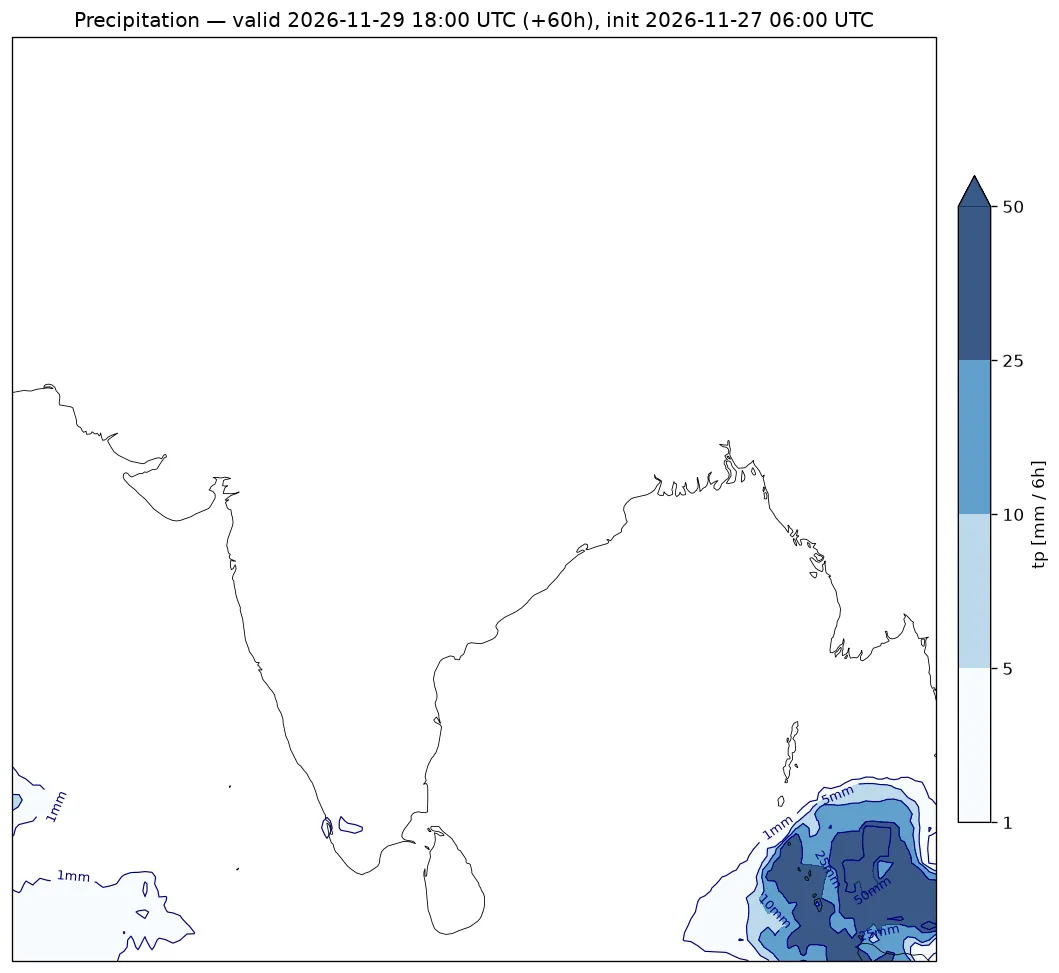 Precipitation — valid 2026-11-29 18:00 UTC (+60h), init 2026-11-27 06:00 UTC
50
25
10
5
1
tp [mm / 6h]
1mm
5mm
1mm
25mm
1mm
50mm
10mm
25mm